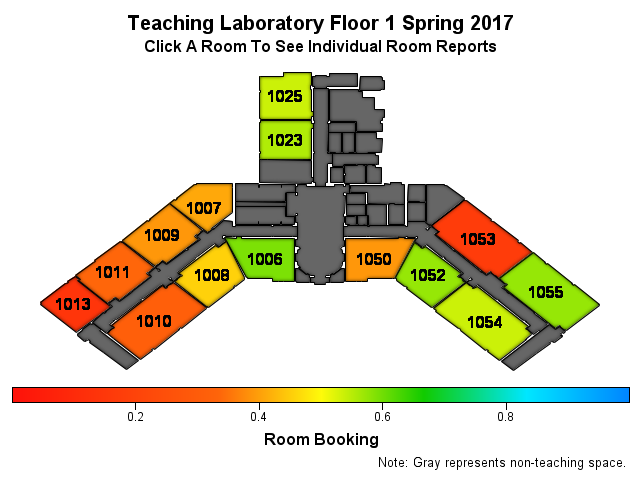 Teaching Laboratory Floor 1 Spring 2017
Click A Room To See Individual Room Reports
1025
1023
1007
1009
1011
1013
1006
1008
1010
1050
1052
1053
1054
1055
0.2 0.4 0.6 0.8
Room Booking
Note: Gray represents non-teaching space.